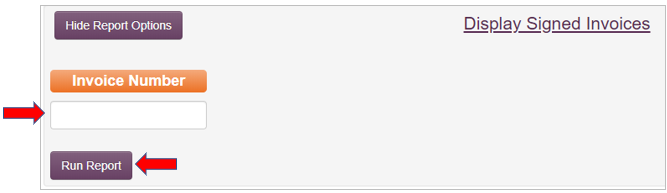 Hide Report Options
Display Signed Invoices
Invoice Number
Run Report